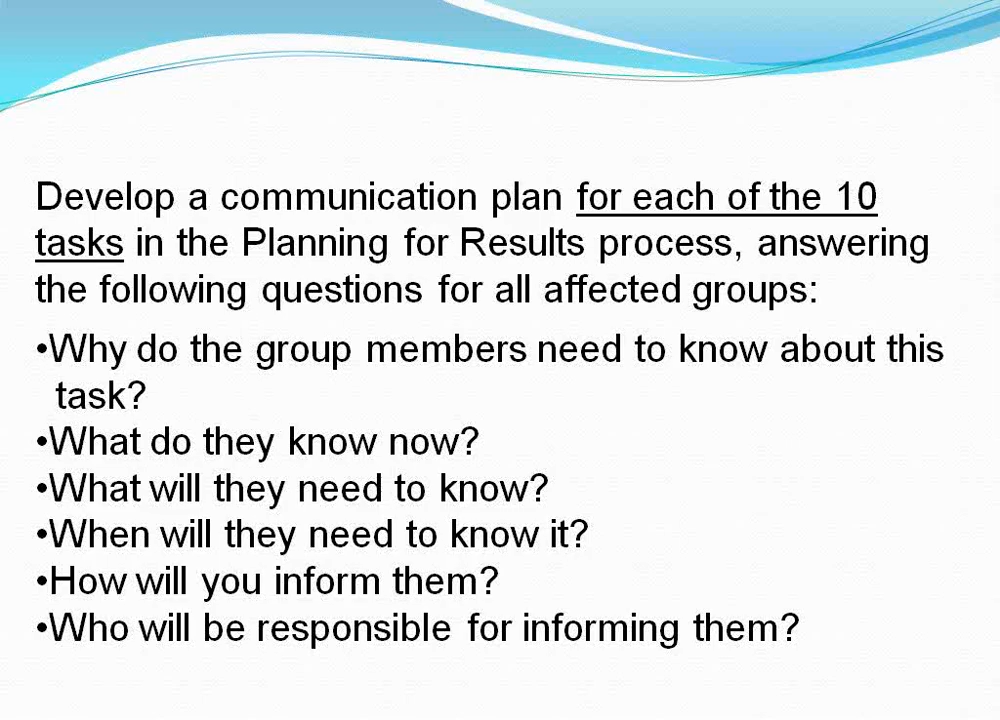 Develop a communication plan for each of the 10
tasks in the Planning for Results process, answering
the following questions for all affected groups:
•Why do the group members need to know about this
task?
•What do they know now?
•What will they need to know?
•When will they need to know it?
•How will you inform them?
•Who will be responsible for informing them?